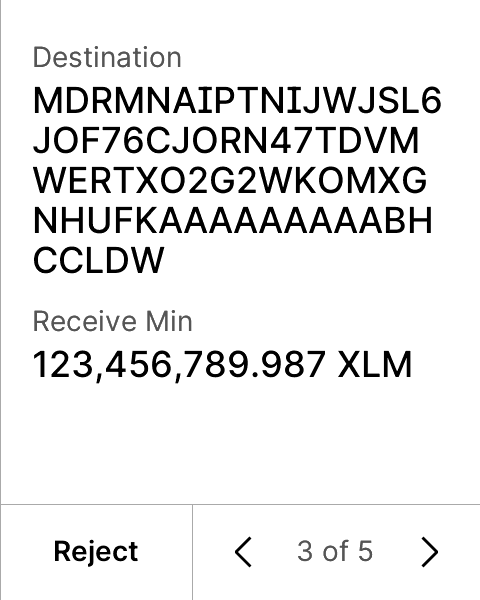 Destination
MDRMNAIPTNIJWJSL6
JOF76CJORN47TDVM
WERTXO2G2WKOMXG
NHUFKAAAAAAAAABH
CCLDW
Receive Min
123,456,789.987 XLM
Reject
3 of 5